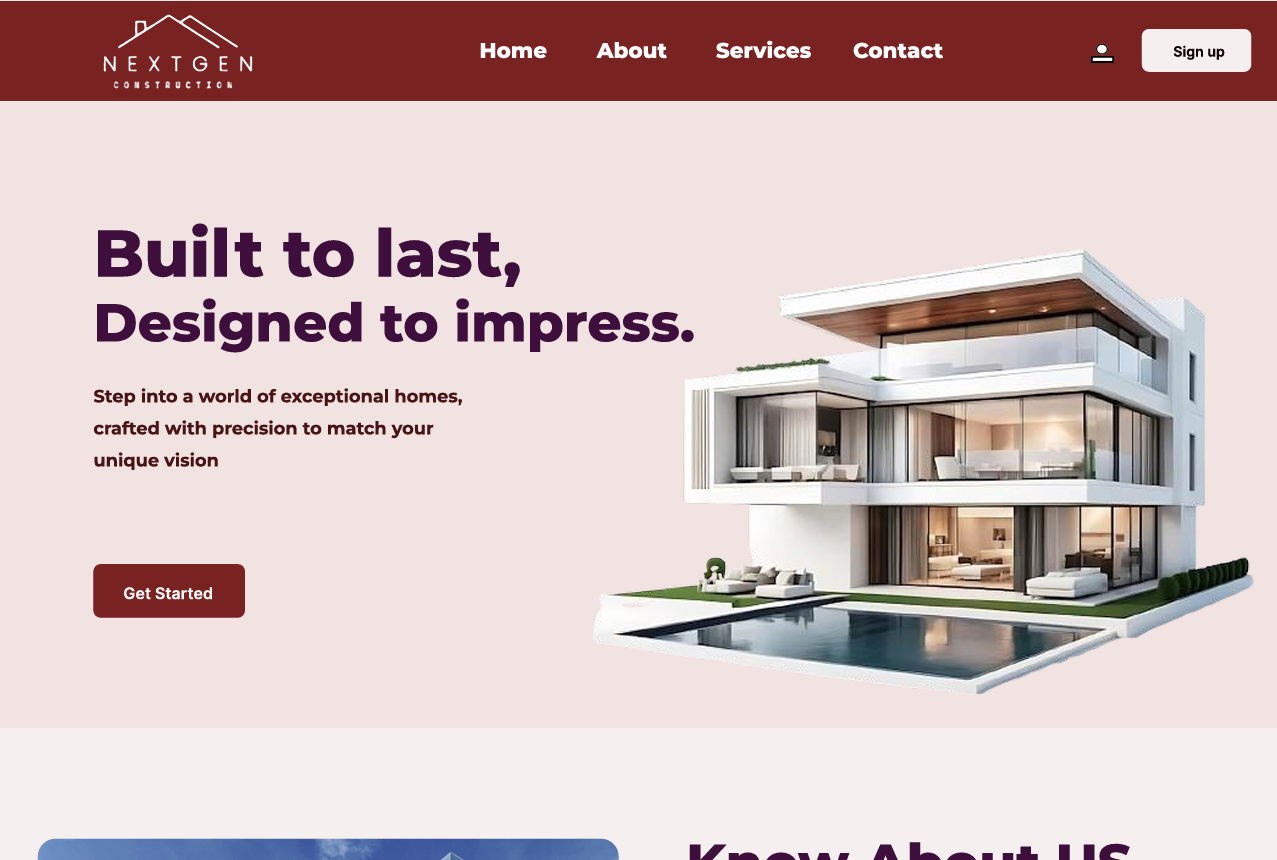 NEXTGEN
CONSTRUCTION
Home About Services Contact
Sign up
Built to last,
Designed to impress.
Step into a world of exceptional homes,
crafted with precision to match your
unique vision
Get Started
Know About US